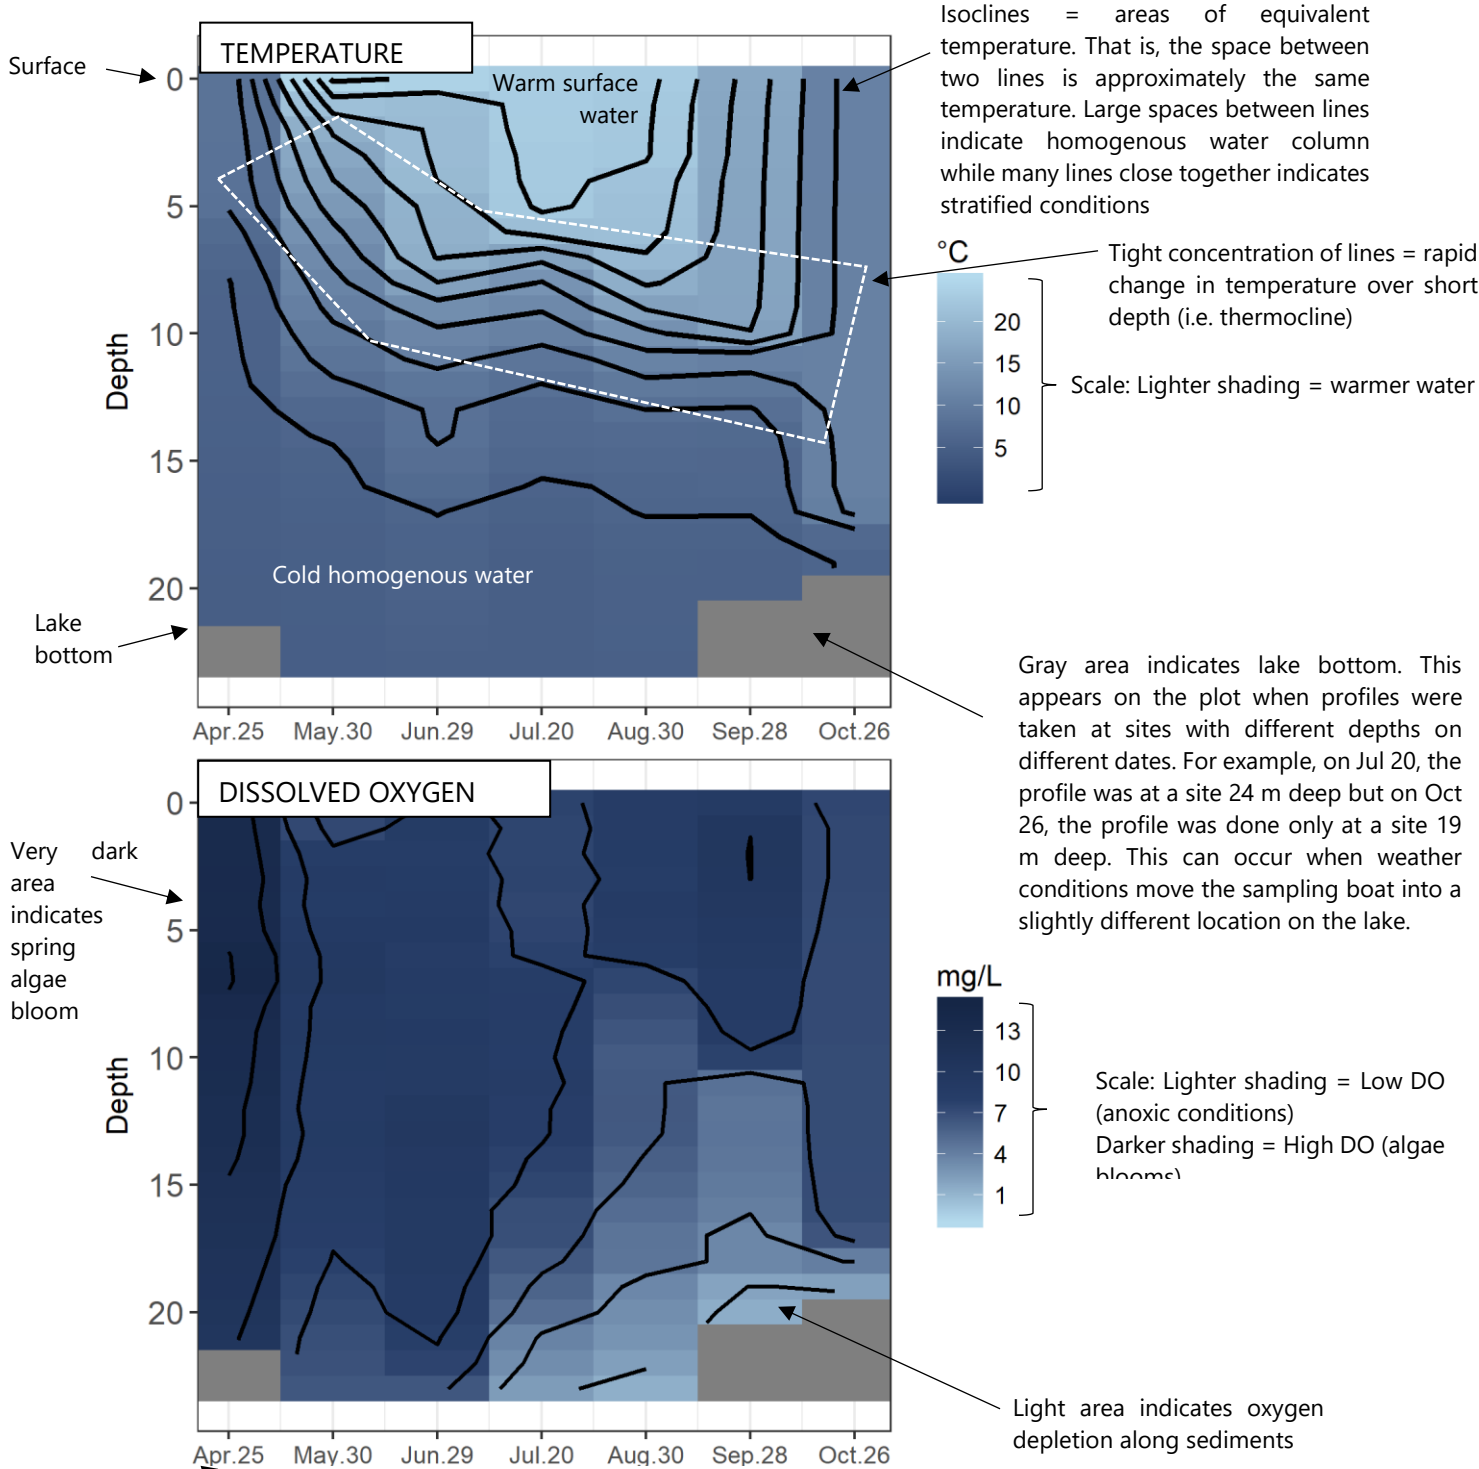 Isoclines = areas of equivalent
temperature. That is, the space between
two lines is approximately the same
temperature. Large spaces between lines
indicate homogenous water column
while many lines close together indicates
stratified conditions
TEMPERATURE
Surface
Warm surface
water
0
5
10
15
20
Depth
°C
20
15
10
5
Tight concentration of lines = rapid
change in temperature over short
depth (i.e. thermocline)
Scale: Lighter shading = warmer water
Cold homogenous water
Lake
bottom
Gray area indicates lake bottom. This
appears on the plot when profiles were
taken at sites with different depths on
different dates. For example, on Jul 20, the
profile was at a site 24 m deep but on Oct
26, the profile was done only at a site 19
m deep. This can occur when weather
conditions move the sampling boat into a
slightly different location on the lake.
Apr.25 May.30 Jun.29 Jul.20 Aug.30 Sep.28 Oct.26
DISSOLVED OXYGEN
Very dark
area
indicates
spring
algae
bloom
0
5
10
15
20
Depth
mg/L
13
10
7
4
1
Scale: Lighter shading = Low DO
(anoxic conditions)
Darker shading = High DO (algae
blooms)
Light area indicates oxygen
depletion along sediments
Apr.25 May.30 Jun.29 Jul.20 Aug.30 Sep.28 Oct.26